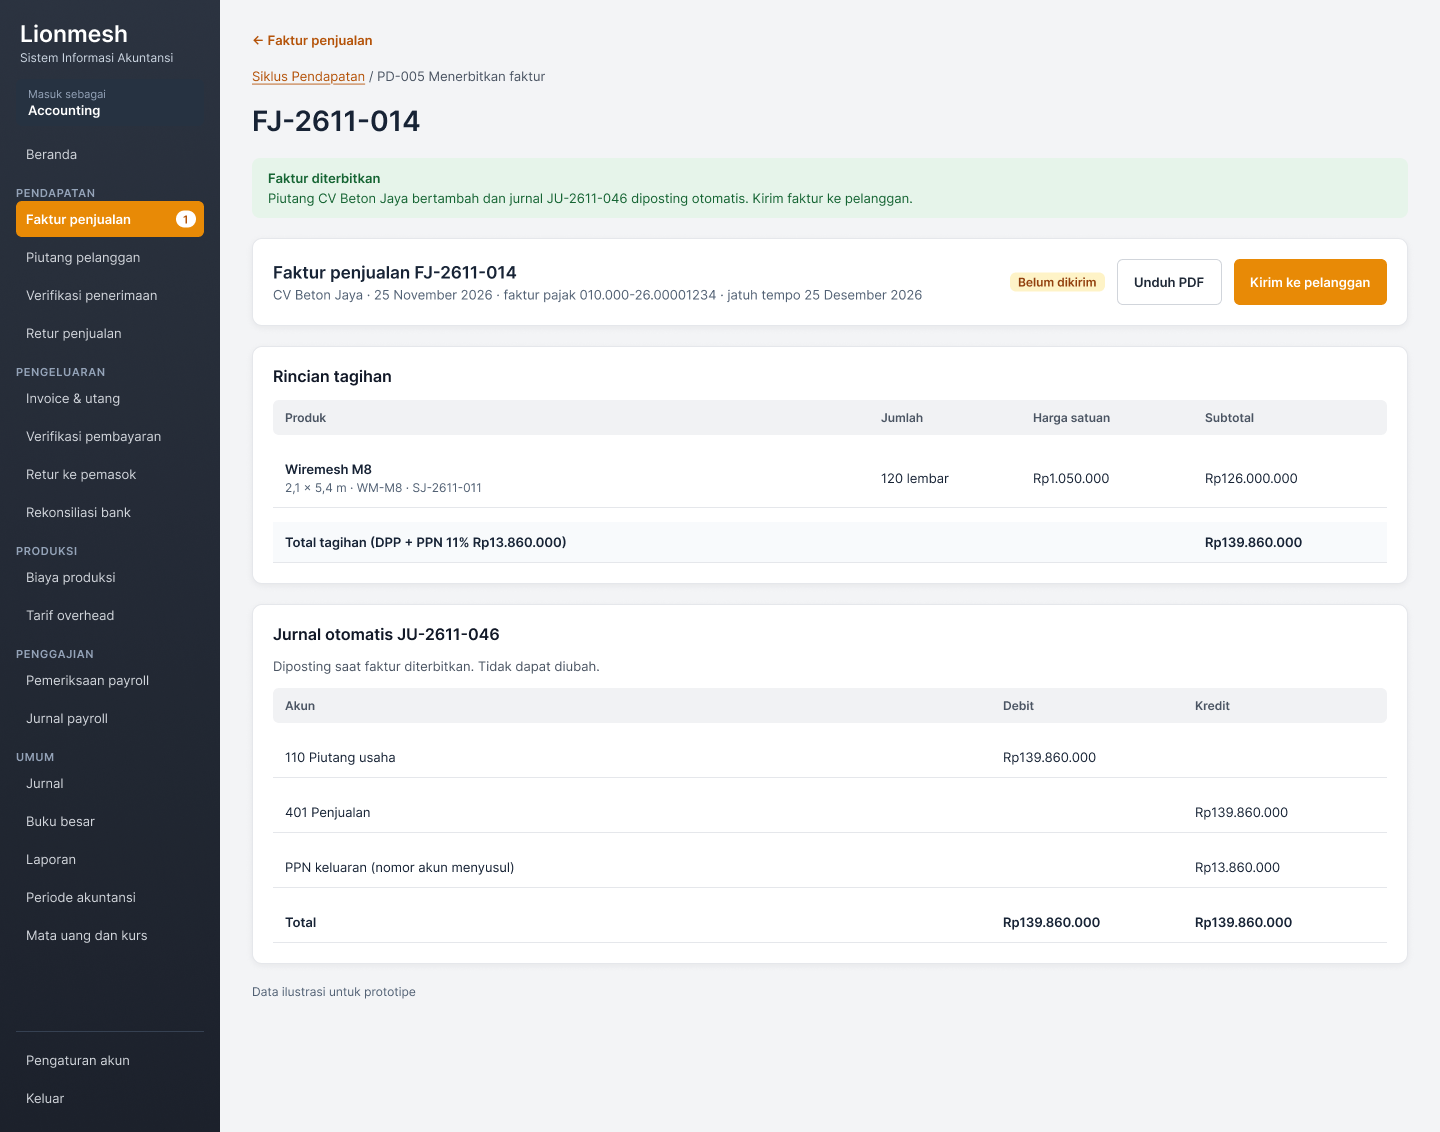 Lionmesh
Sistem Informasi Akuntansi
Masuk sebagai
Accounting
Beranda
PENDAPATAN
Faktur penjualan 1
Piutang pelanggan
Verifikasi penerimaan
Retur penjualan
PENGELUARAN
Invoice & utang
Verifikasi pembayaran
Retur ke pemasok
Rekonsiliasi bank
PRODUKSI
Biaya produksi
Tarif overhead
PENGGAJIAN
Pemeriksaan payroll
Jurnal payroll
UMUM
Jurnal
Buku besar
Laporan
Periode akuntansi
Mata uang dan kurs
Pengaturan akun
Keluar
← Faktur penjualan
Siklus Pendapatan / PD-005 Menerbitkan faktur
FJ-2611-014
Faktur diterbitkan
Piutang CV Beton Jaya bertambah dan jurnal JU-2611-046 diposting otomatis. Kirim faktur ke pelanggan.
Faktur penjualan FJ-2611-014
CV Beton Jaya · 25 November 2026 · faktur pajak 010.000-26.00001234 · jatuh tempo 25 Desember 2026
Belum dikirim
Unduh PDF
Kirim ke pelanggan
Rincian tagihan
Produk Jumlah Harga satuan Subtotal
Wiremesh M8
2,1 × 5,4 m · WM-M8 · SJ-2611-011
120 lembar Rp1.050.000 Rp126.000.000
Total tagihan (DPP + PPN 11% Rp13.860.000) Rp139.860.000
Jurnal otomatis JU-2611-046
Diposting saat faktur diterbitkan. Tidak dapat diubah.
Akun Debit Kredit
110 Piutang usaha Rp139.860.000
401 Penjualan Rp139.860.000
PPN keluaran (nomor akun menyusul) Rp13.860.000
Total Rp139.860.000 Rp139.860.000
Data ilustrasi untuk prototipe